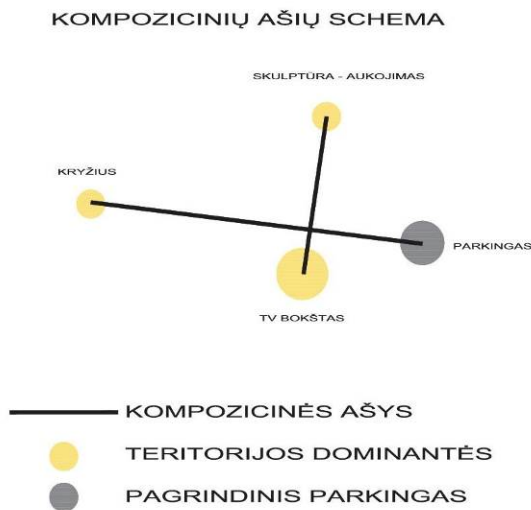 KOMPOZICINIŲ AŠIŲ SCHEMA
SKULPTŪRA - AUKOJIMAS
KRYŽIUS
PARKINGAS
TV BOKŠTAS
KOMPOZICINĖS AŠYS
TERITORIJOS DOMINANTĖS
PAGRINDINIS PARKINGAS